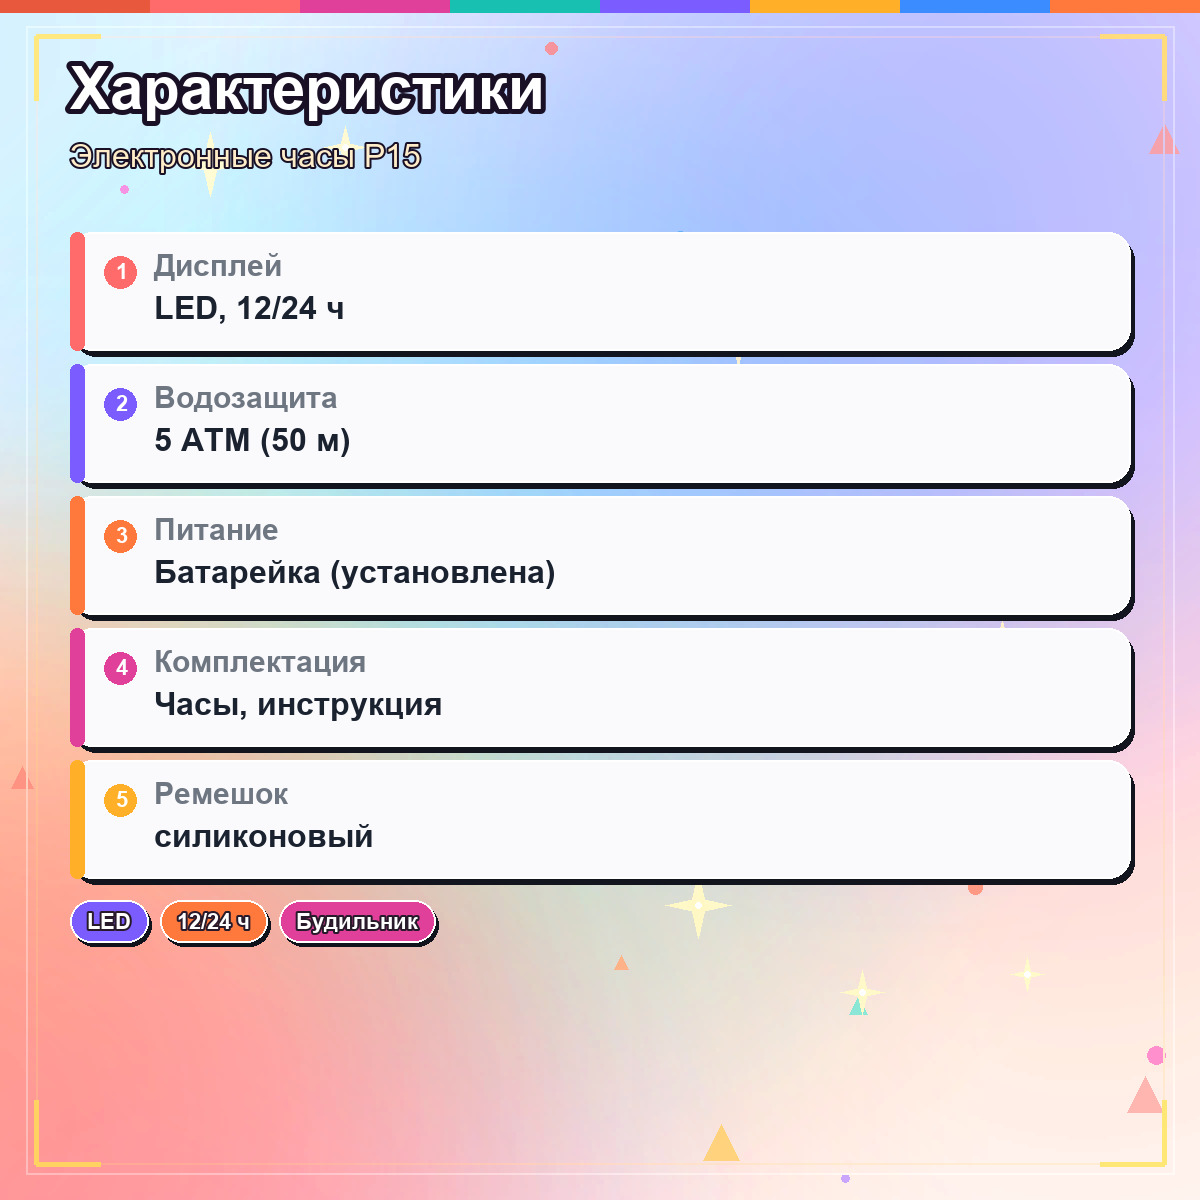 Характеристики
Электронные часы P15
1
Дисплей
LED, 12/24 ч
2
Водозащита
5 ATM (50 м)
3
Питание
Батарейка (установлена)
4
Комплектация
Часы, инструкция
5
Ремешок
силиконовый
LED 12/24 ч Будильник